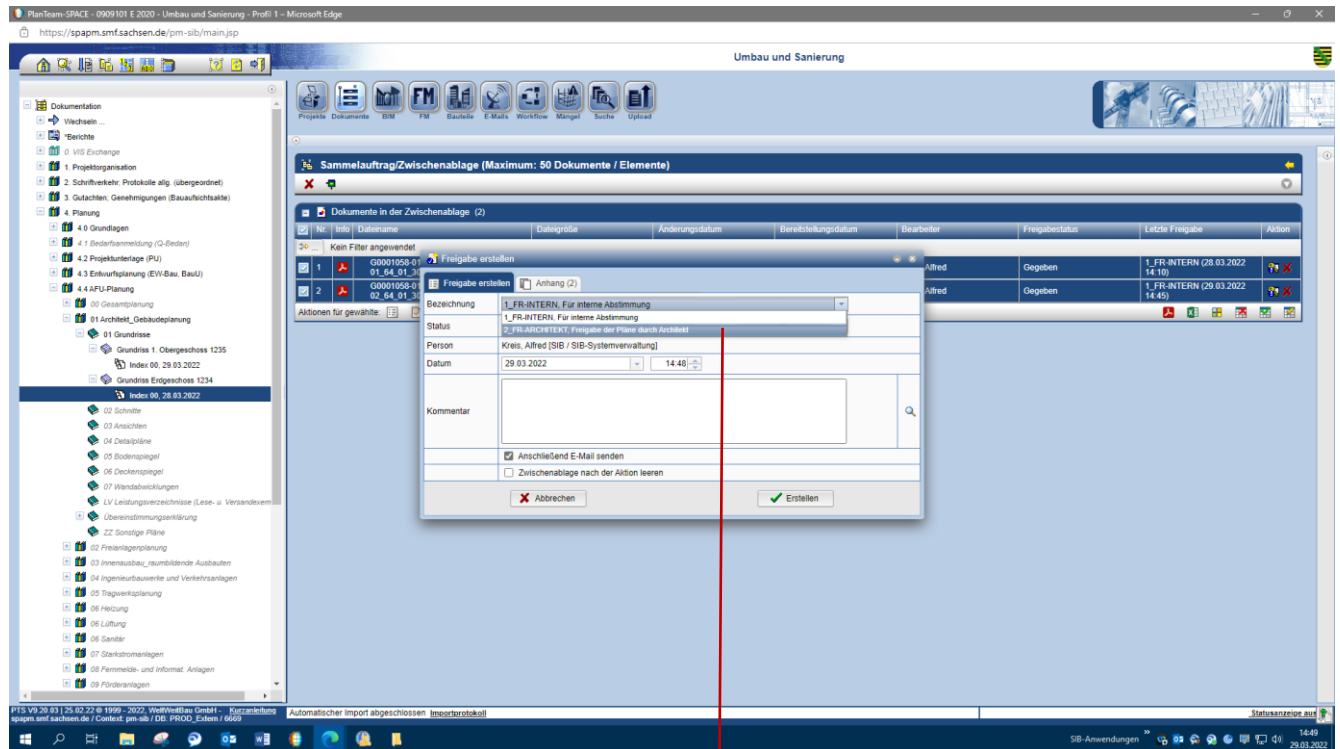 PlanTeam-SPACE - 0909101 E 2020 - Umbau und Sanierung - Profil 1 – Microsoft Edge
https://spapm.smf.sachsen.de/pm-sib/main.jsp
Umbau und Sanierung
Projekte Dokumente BIM FM Bauteile E-Mails Workflow Mängel Suche Upload
FM
Dokumentation
Wechseln ...
*Berichte
0. VIS Exchange
1. Projektorganisation
2. Schriftverkehr; Protokolle allg. (übergeordnet)
3. Gutachten; Genehmigungen (Bauaufsichtsakte)
4. Planung
4.0 Grundlagen
4.1 Bedarfsanmeldung (Q-Bedarf)
4.2 Projektunterlage (PU)
4.3 Entwurfsplanung (EW-Bau, BauU)
4.4 AFU-Planung
00 Gesamtplanung
01 Architekt_Gebäudeplanung
01 Grundrisse
Grundriss 1. Obergeschoss 1235
Index 00, 29.03.2022
Grundriss Erdgeschoss 1234
Index 00, 28.03.2022
02 Schnitte
03 Ansichten
04 Detailpläne
05 Bodenspiegel
06 Deckenspiegel
07 Wandabwicklungen
LV Leistungsverzeichnisse (Lese- u. Versandexem
Übereinstimmungserklärung
ZZ Sonstige Pläne
02 Freianlagenplanung
03 Innenausbau_raumbildende Ausbauten
04 Ingenieurbauwerke und Verkehrsanlagen
05 Tragwerksplanung
06 Heizung
06 Lüftung
06 Sanitär
07 Starkstromanlagen
08 Fernmelde- und Informat. Anlagen
09 Förderanlagen
Sammelauftrag/Zwischenablage (Maximum: 50 Dokumente / Elemente)
Dokumente in der Zwischenablage (2)
Nr. Info Dateiname Dateigröße Änderungsdatum Bereitstellungsdatum Bearbeiter Freigabestatus Letzte Freigabe Aktion
... Kein Filter angewendet
1 G0001058-01 Alfred Gegeben 1_FR-INTERN (28.03.2022
01_64_01_30 14:10)
2 G0001058-01 Alfred Gegeben 1_FR-INTERN (29.03.2022
02_64_01_30 14:45)
Aktionen für gewählte:
Freigabe erstellen
Freigabe erstellen Anhang (2)
Bezeichnung 1_FR-INTERN, Für interne Abstimmung
1_FR-INTERN, Für interne Abstimmung
2_FR-ARCHITEKT, Freigabe der Pläne durch Architekt
Status
Person Kreis, Alfred [SIB / SIB-Systemverwaltung]
Datum 29.03.2022 14:48
Kommentar
Anschließend E-Mail senden
Zwischenablage nach der Aktion leeren
Abbrechen Erstellen
PTS V9.20.03 | 25.02.22 © 1999 - 2022, WeltWeitBau GmbH - Kurzanleitung
spapm.smf.sachsen.de / Context: pm-sib / DB: PROD_Extern / 6669
Automatischer Import abgeschlossen Importprotokoll
Statusanzeige aus
SIB-Anwendungen
14:49
29.03.2022